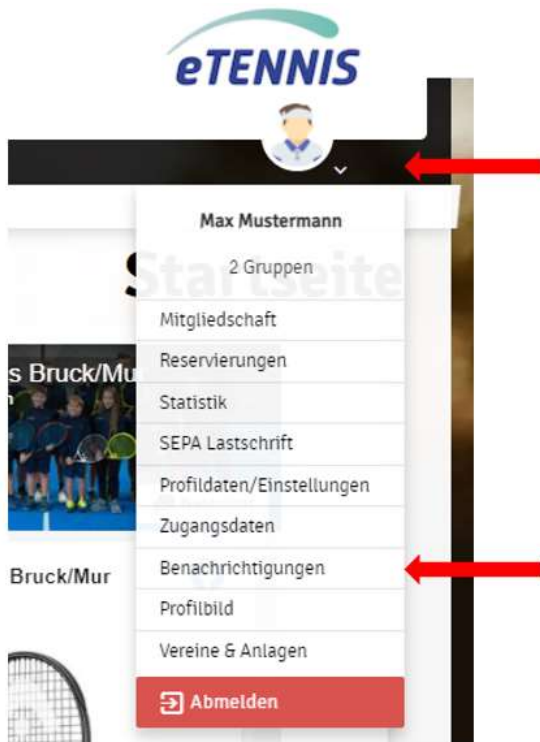 eTENNIS
Max Mustermann
2 Gruppen
Startseite
Mitgliedschaft
s Bruck/Mur
Reservierungen
Statistik
SEPA Lastschrift
Profildaten/Einstellungen
Zugangsdaten
Bruck/Mur
Benachrichtigungen
Profilbild
Vereine & Anlagen
Abmelden